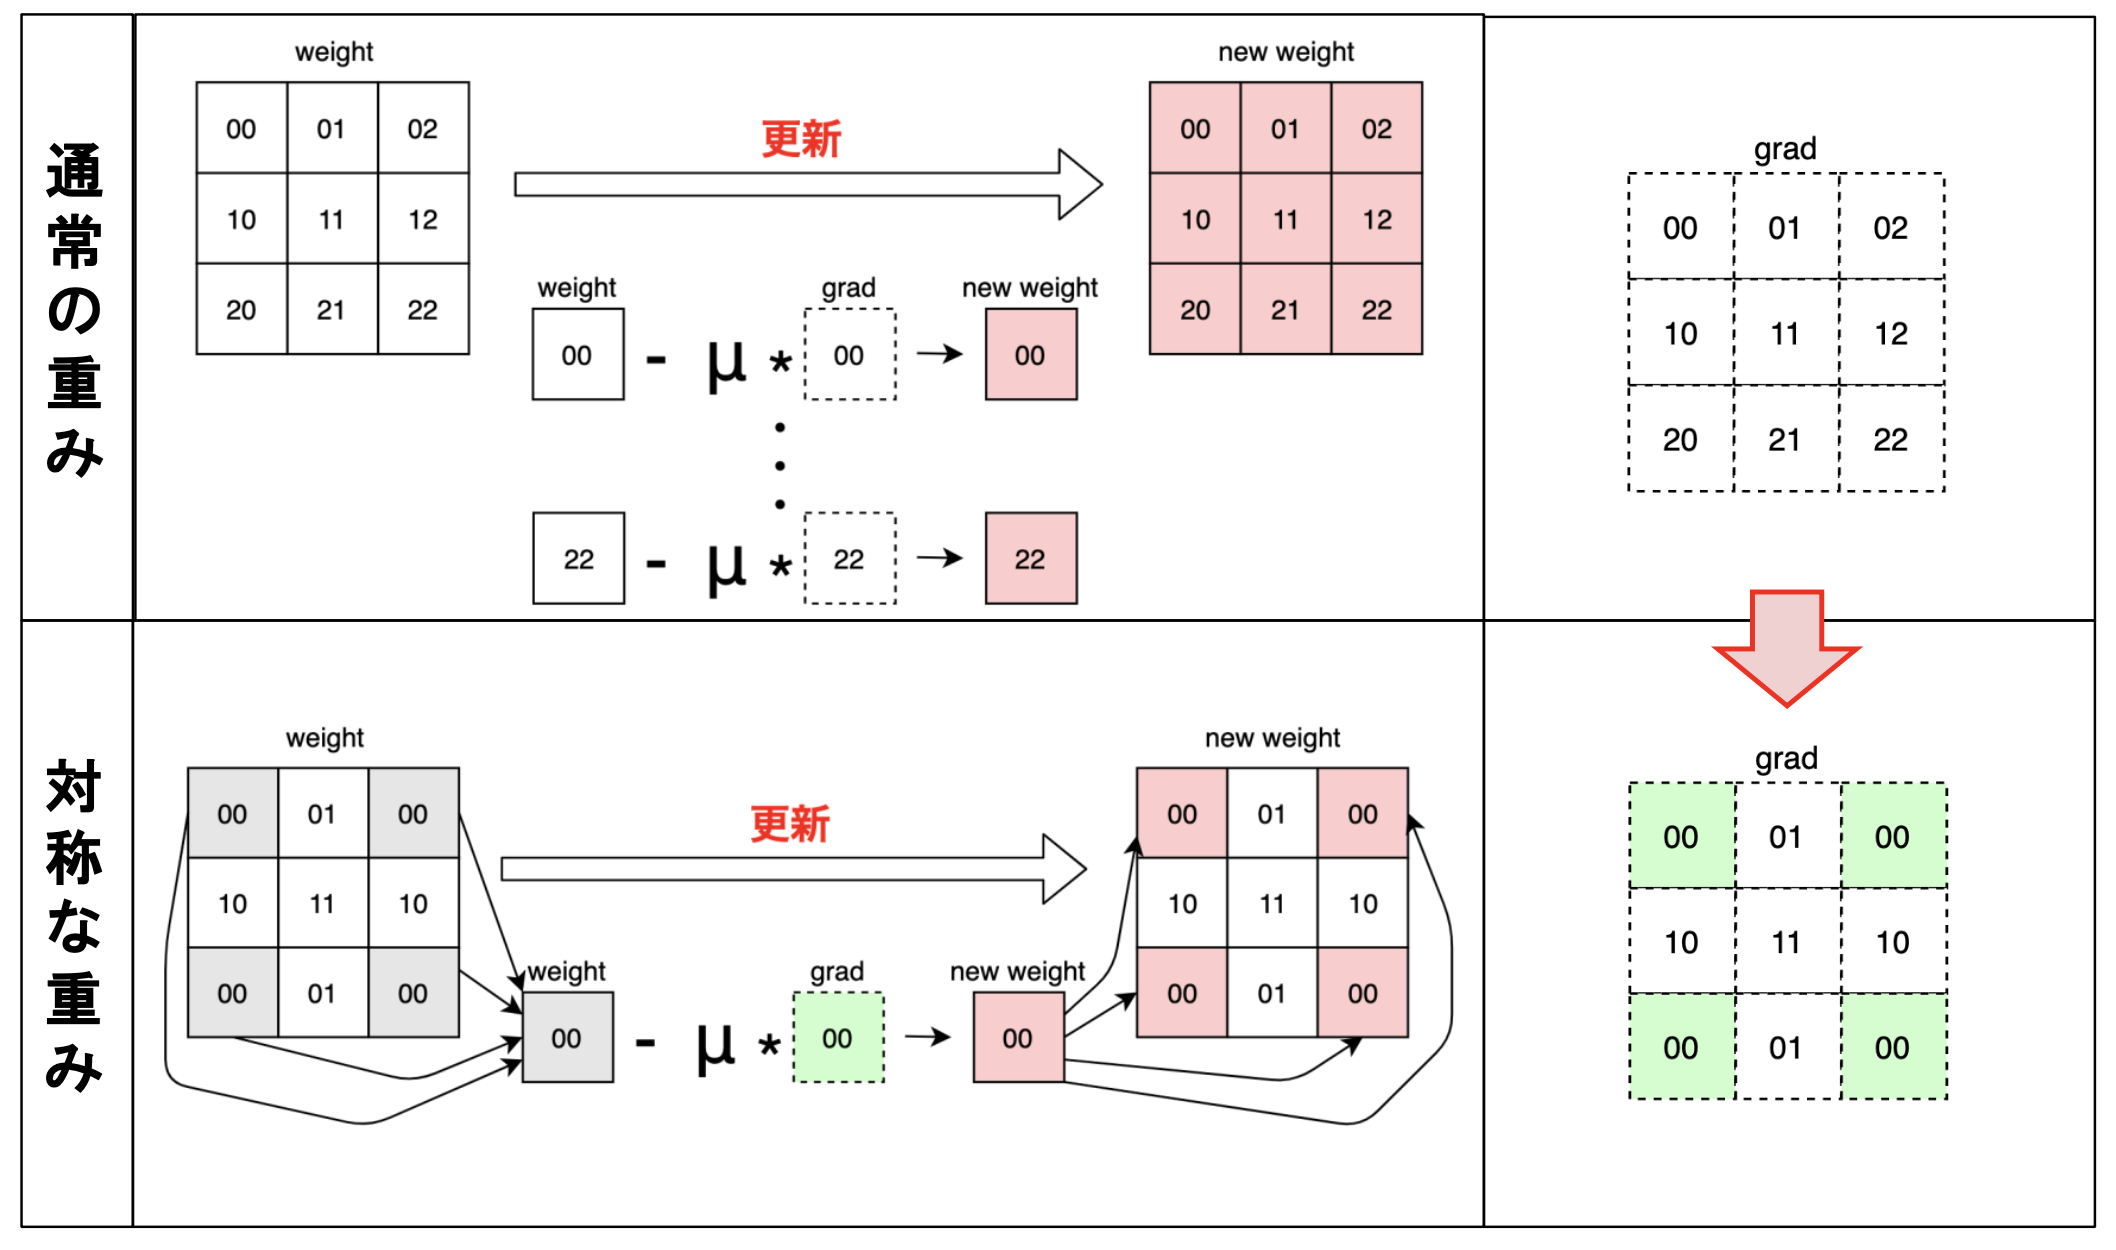 通常の重み
weight
00 01 02
10 11 12
20 21 22
更新
new weight
00 01 02
10 11 12
20 21 22
weight grad new weight
00 - μ * 00 → 00
22 - μ * 22 → 22
grad
00 01 02
10 11 12
20 21 22
対称な重み
weight
00 01 00
10 11 10
00 01 00
更新
new weight
00 01 00
10 11 10
00 01 00
weight grad new weight
00 - μ * 00 → 00
grad
00 01 00
10 11 10
00 01 00